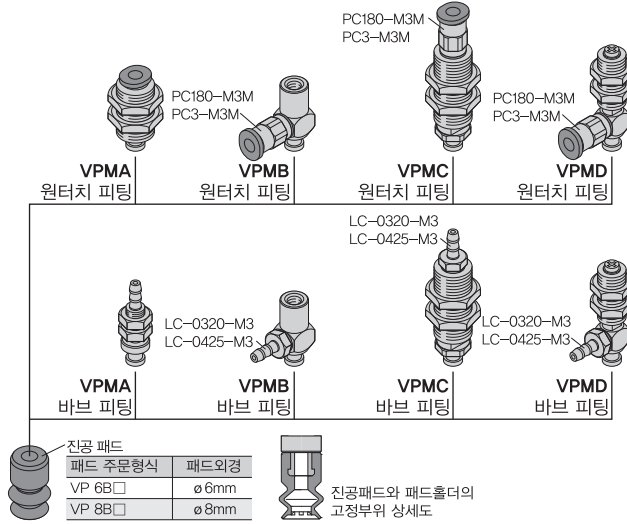 PC180-M3M
PC3-M3M
PC180-M3M
PC3-M3M
PC180-M3M
PC3-M3M
VPMA
원터치 피팅
VPMB
원터치 피팅
VPMC
원터치 피팅
VPMD
원터치 피팅
LC-0320-M3
LC-0425-M3
LC-0320-M3
LC-0425-M3
LC-0320-M3
LC-0425-M3
VPMA
바브 피팅
VPMB
바브 피팅
VPMC
바브 피팅
VPMD
바브 피팅
진공 패드
패드 주문형식 패드외경
VP 6B□ ø6mm
VP 8B□ ø8mm
진공패드와 패드홀더의
고정부위 상세도